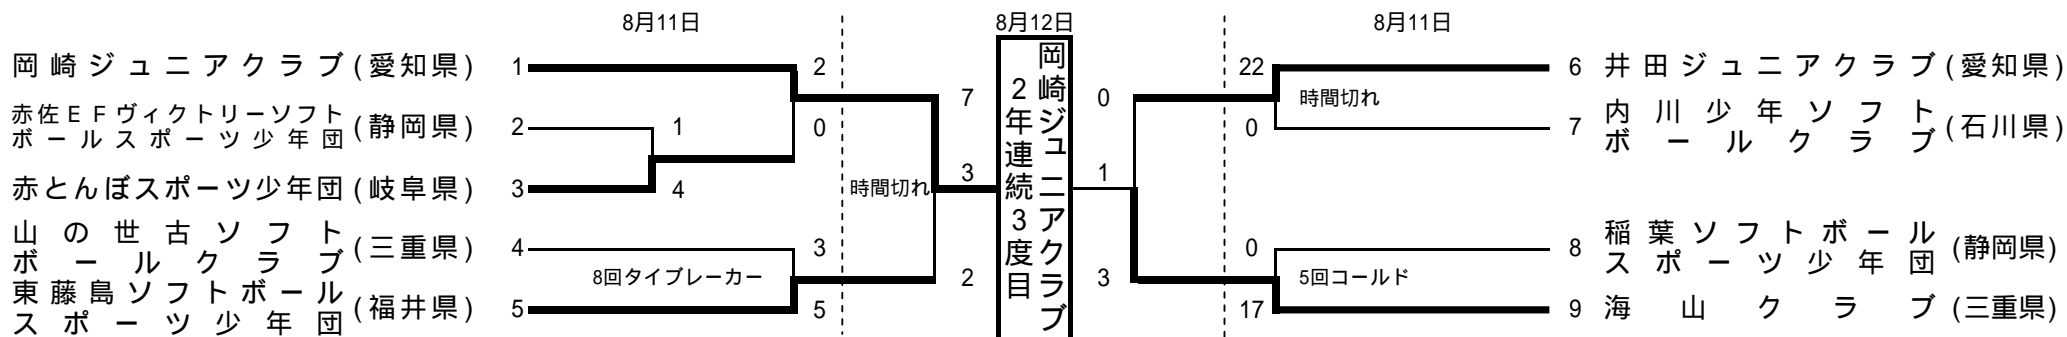 8月11日
8月12日
8月11日
岡崎ジュニアクラブ(愛知県) 1
赤佐ＥＦヴィクトリーソフト
ボールスポーツ少年団
(静岡県) 2
赤とんぼスポーツ少年団(岐阜県) 3
山の世古ソフト
ボールクラブ
(三重県) 4
東藤島ソフトボール
スポーツ少年団
(福井県) 5
2
0
1
4
3
8回タイブレーカー
5
7
時間切れ
2
3
岡崎ジュニアクラブ
2年連続3度目
1
0
3
22
時間切れ
0
0
5回コールド
17
6 井田ジュニアクラブ(愛知県)
7
内川少年ソフト
ボールクラブ
(石川県)
8
稲葉ソフトボール
スポーツ少年団
(静岡県)
9 海山クラブ(三重県)